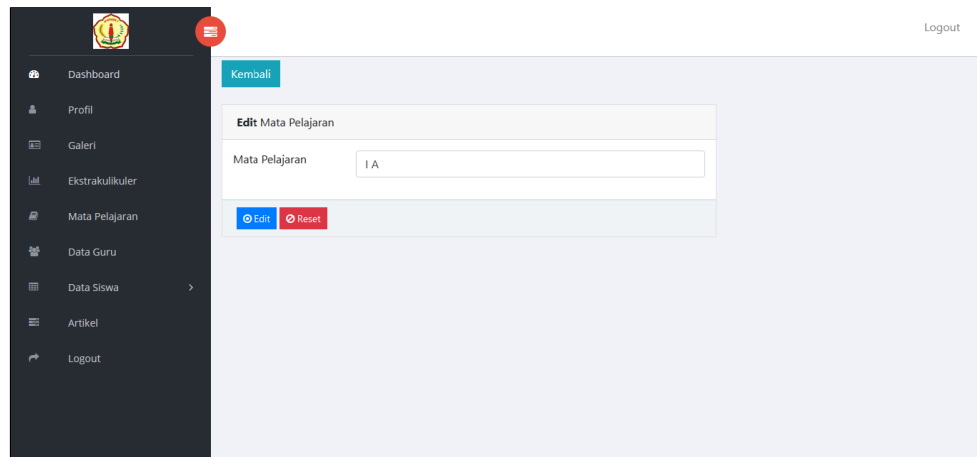 Logout
Dashboard
Profil
Galeri
Ekstrakulikuler
Mata Pelajaran
Data Guru
Data Siswa
Artikel
Logout
Kembali
Edit Mata Pelajaran
Mata Pelajaran
I A
Edit Reset